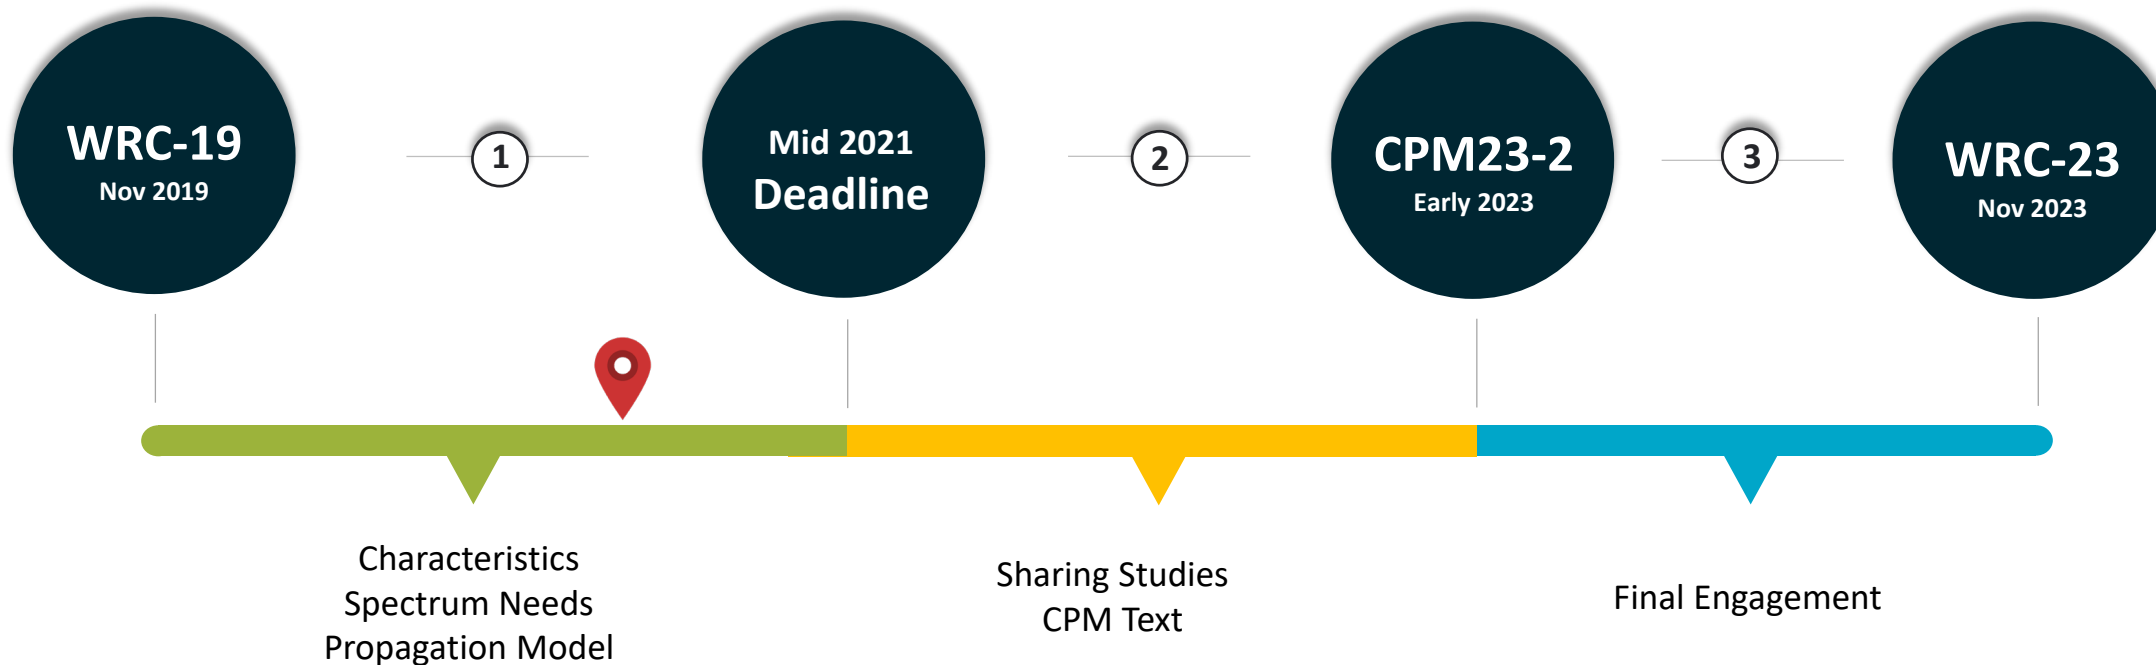 WRC-19
Nov 2019
1
Mid 2021
Deadline
2
CPM23-2
Early 2023
3
WRC-23
Nov 2023
Characteristics
Spectrum Needs
Propagation Model
Sharing Studies
CPM Text
Final Engagement